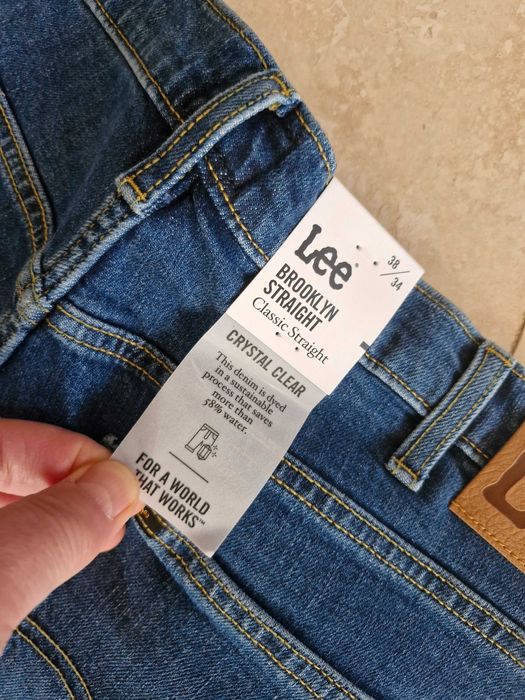 Lee
38/34
BROOKLYN
STRAIGHT
Classic Straight
CRYSTAL CLEAR
This denim is dyed
in a sustainable
process that saves
more than
58% water.
FOR A WORLD
THAT WORKS™